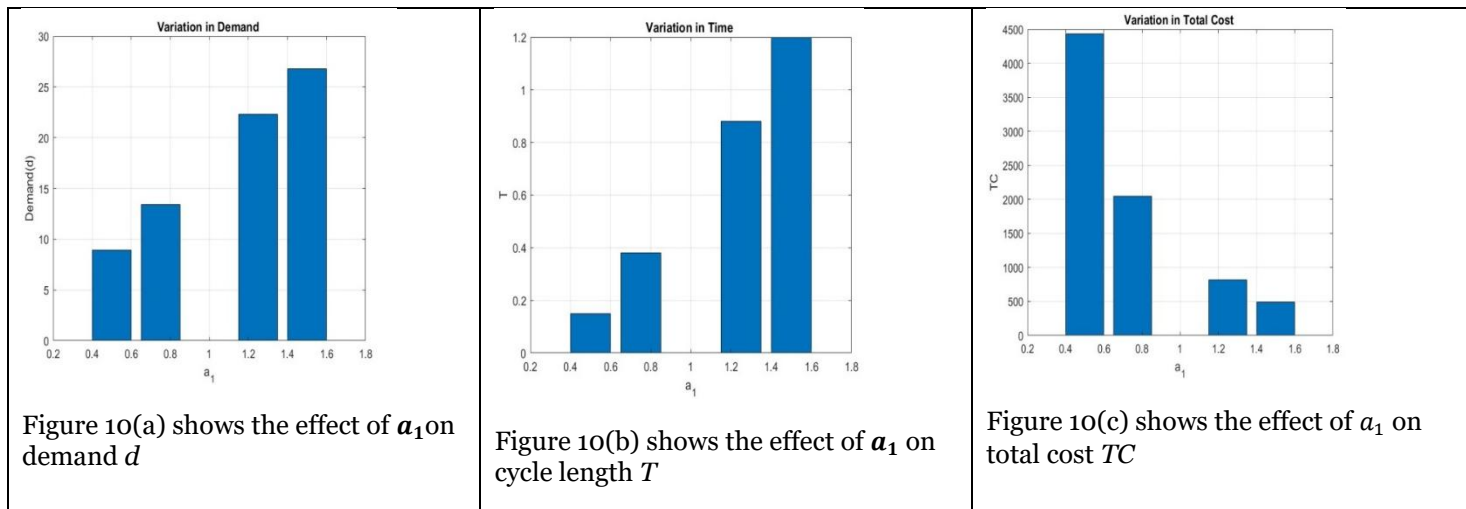 Variation in Demand
30
25
20
15
10
5
0
Demand(d)
0.2 0.4 0.6 0.8 1 1.2 1.4 1.6 1.8
a1
Figure 10(a) shows the effect of a1on
demand d
Variation in Time
1.2
1
0.8
0.6
0.4
0.2
0
T
0.2 0.4 0.6 0.8 1 1.2 1.4 1.6 1.8
a1
Figure 10(b) shows the effect of a1 on
cycle length T
Variation in Total Cost
4500
4000
3500
3000
2500
2000
1500
1000
500
0
TC
0.2 0.4 0.6 0.8 1 1.2 1.4 1.6 1.8
a1
Figure 10(c) shows the effect of a1 on
total cost TC